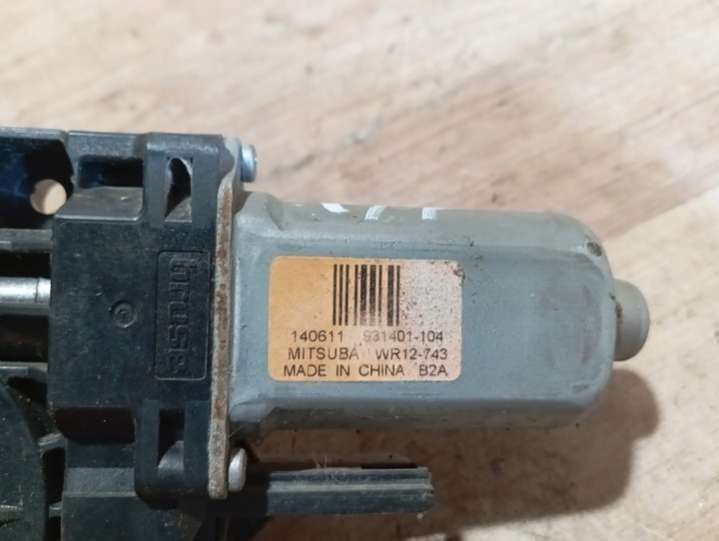 140611 931401-104
MITSUBA WR12-743
MADE IN CHINA B2A